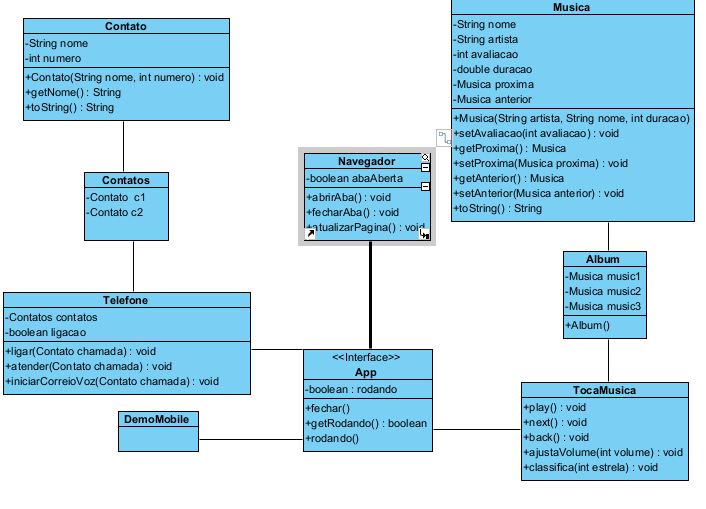 Contato
-String nome
-int numero
+Contato(String nome, int numero) : void
+getNome() : String
+toString() : String
Contatos
-Contato c1
-Contato c2
Telefone
-Contatos contatos
-boolean ligacao
+ligar(Contato chamada) : void
+atender(Contato chamada) : void
+iniciarCorreioVoz(Contato chamada) : void
DemoMobile
Navegador
-boolean abaAberta
+abrirAba() : void
+fecharAba() : void
+atualizarPagina() : void
<<Interface>>
App
-boolean : rodando
+fechar()
+getRodando() : boolean
+rodando()
Musica
-String nome
-String artista
-int avaliacao
-double duracao
-Musica proxima
-Musica anterior
+Musica(String artista, String nome, int duracao)
+setAvaliacao(int avaliacao) : void
+getProxima() : Musica
+setProxima(Musica proxima) : void
+getAnterior() : Musica
+setAnterior(Musica anterior) : void
+toString() : String
Album
-Musica music1
-Musica music2
-Musica music3
+Album()
TocaMusica
+play() : void
+next() : void
+back() : void
+ajustaVolume(int volume) : void
+classifica(int estrela) : void